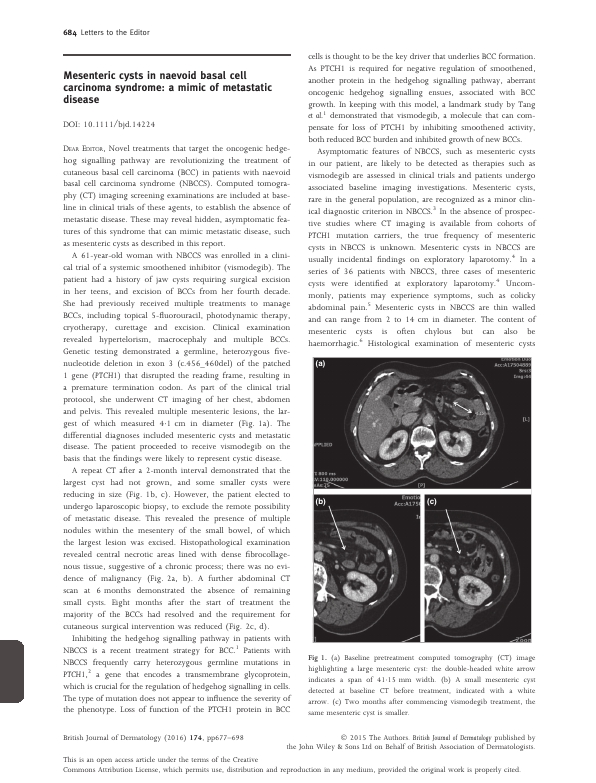 684 Letters to the Editor
Mesenteric cysts in naevoid basal cell
carcinoma syndrome: a mimic of metastatic
disease
DOI: 10.1111/bjd.14224
DEAR EDITOR, Novel treatments that target the oncogenic hedge-
hog signalling pathway are revolutionizing the treatment of
cutaneous basal cell carcinoma (BCC) in patients with naevoid
basal cell carcinoma syndrome (NBCCS). Computed tomogra-
phy (CT) imaging screening examinations are included at base-
line in clinical trials of these agents, to establish the absence of
metastatic disease. These may reveal hidden, asymptomatic fea-
tures of this syndrome that can mimic metastatic disease, such
as mesenteric cysts as described in this report.
A 61-year-old woman with NBCCS was enrolled in a clini-
cal trial of a systemic smoothened inhibitor (vismodegib). The
patient had a history of jaw cysts requiring surgical excision
in her teens, and excision of BCCs from her fourth decade.
She had previously received multiple treatments to manage
BCCs, including topical 5-fluorouracil, photodynamic therapy,
cryotherapy, curettage and excision. Clinical examination
revealed hypertelorism, macrocephaly and multiple BCCs.
Genetic testing demonstrated a germline, heterozygous five-
nucleotide deletion in exon 3 (c.456_460del) of the patched
1 gene (PTCH1) that disrupted the reading frame, resulting in
a premature termination codon. As part of the clinical trial
protocol, she underwent CT imaging of her chest, abdomen
and pelvis. This revealed multiple mesenteric lesions, the lar-
gest of which measured 4·1 cm in diameter (Fig. 1a). The
differential diagnoses included mesenteric cysts and metastatic
disease. The patient proceeded to receive vismodegib on the
basis that the findings were likely to represent cystic disease.
A repeat CT after a 2-month interval demonstrated that the
largest cyst had not grown, and some smaller cysts were
reducing in size (Fig. 1b, c). However, the patient elected to
undergo laparoscopic biopsy, to exclude the remote possibility
of metastatic disease. This revealed the presence of multiple
nodules within the mesentery of the small bowel, of which
the largest lesion was excised. Histopathological examination
revealed central necrotic areas lined with dense fibrocollage-
nous tissue, suggestive of a chronic process; there was no evi-
dence of malignancy (Fig. 2a, b). A further abdominal CT
scan at 6 months demonstrated the absence of remaining
small cysts. Eight months after the start of treatment the
majority of the BCCs had resolved and the requirement for
cutaneous surgical intervention was reduced (Fig. 2c, d).
Inhibiting the hedgehog signalling pathway in patients with
NBCCS is a recent treatment strategy for BCC.1 Patients with
NBCCS frequently carry heterozygous germline mutations in
PTCH1,2 a gene that encodes a transmembrane glycoprotein,
which is crucial for the regulation of hedgehog signalling in cells.
The type of mutation does not appear to influence the severity of
the phenotype. Loss of function of the PTCH1 protein in BCC
cells is thought to be the key driver that underlies BCC formation.
As PTCH1 is required for negative regulation of smoothened,
another protein in the hedgehog signalling pathway, aberrant
oncogenic hedgehog signalling ensues, associated with BCC
growth. In keeping with this model, a landmark study by Tang
et al.1 demonstrated that vismodegib, a molecule that can com-
pensate for loss of PTCH1 by inhibiting smoothened activity,
both reduced BCC burden and inhibited growth of new BCCs.
Asymptomatic features of NBCCS, such as mesenteric cysts
in our patient, are likely to be detected as therapies such as
vismodegib are assessed in clinical trials and patients undergo
associated baseline imaging investigations. Mesenteric cysts,
rare in the general population, are recognized as a minor clin-
ical diagnostic criterion in NBCCS.3 In the absence of prospec-
tive studies where CT imaging is available from cohorts of
PTCH1 mutation carriers, the true frequency of mesenteric
cysts in NBCCS is unknown. Mesenteric cysts in NBCCS are
usually incidental findings on exploratory laparotomy.4 In a
series of 36 patients with NBCCS, three cases of mesenteric
cysts were identified at exploratory laparotomy.4 Uncom-
monly, patients may experience symptoms, such as colicky
abdominal pain.5 Mesenteric cysts in NBCCS are thin walled
and can range from 2 to 14 cm in diameter. The content of
mesenteric cysts is often chylous but can also be
haemorrhagic.6 Histological examination of mesenteric cysts
(a)
[L]
[P]
(b)
(c)
Fig 1. (a) Baseline pretreatment computed tomography (CT) image
highlighting a large mesenteric cyst: the double-headed white arrow
indicates a span of 41·15 mm width. (b) A small mesenteric cyst
detected at baseline CT before treatment, indicated with a white
arrow. (c) Two months after commencing vismodegib treatment, the
same mesenteric cyst is smaller.
British Journal of Dermatology (2016) 174, pp677–698
© 2015 The Authors. British Journal of Dermatology published by
the John Wiley & Sons Ltd on Behalf of British Association of Dermatologists.
This is an open access article under the terms of the Creative
Commons Attribution License, which permits use, distribution and reproduction in any medium, provided the original work is properly cited.